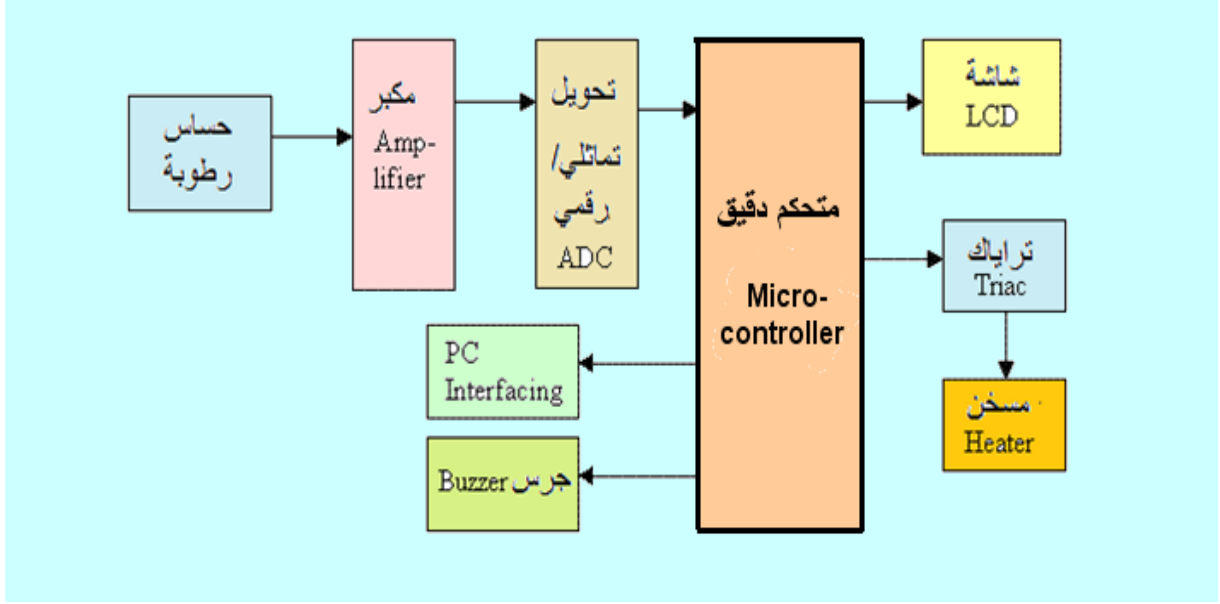 حساس
رطوبة
مكبر
Amp-
lifier
تحويل
تماثلي/
رقمي
ADC
متحكم دقيق
Micro-
controller
شاشة
LCD
تراياك
Triac
مسخن
Heater
PC
Interfacing
Buzzer جرس